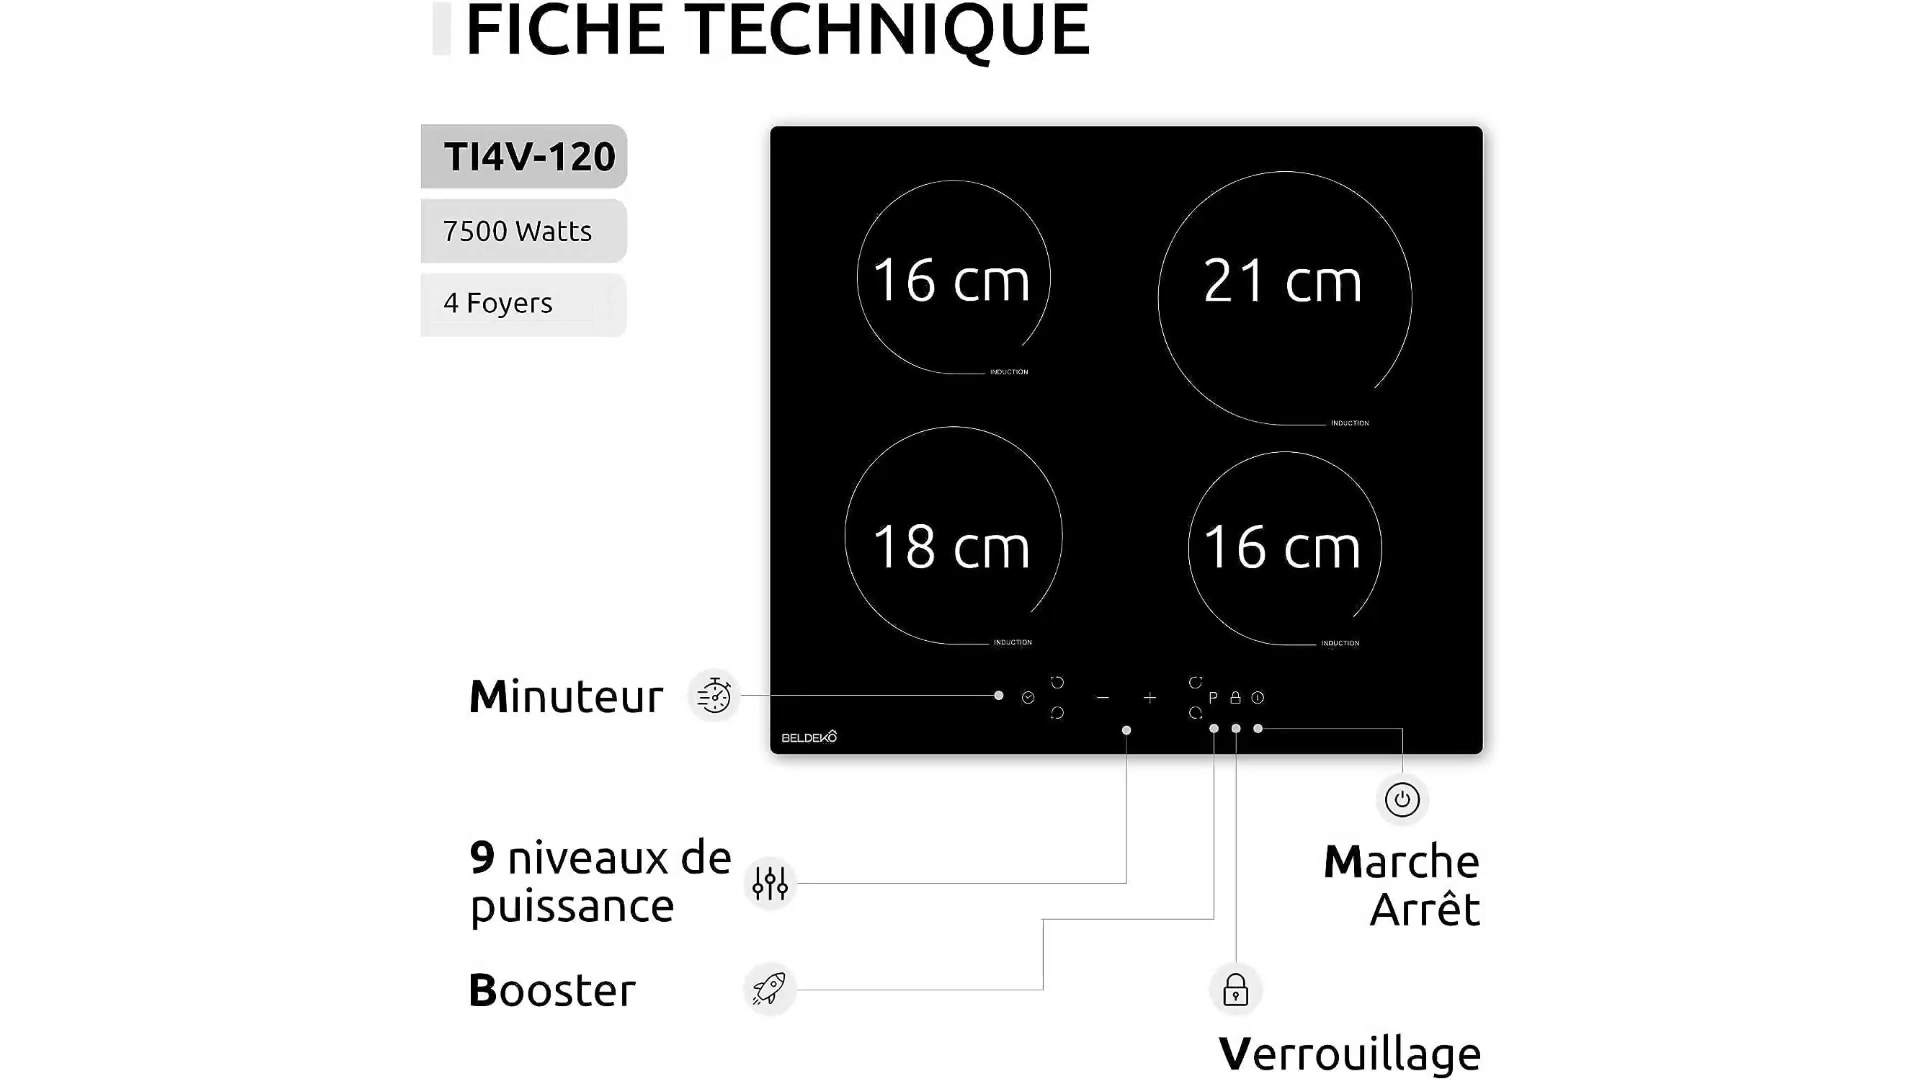 FICHE TECHNIQUE
TI4V-120
7500 Watts
4 Foyers
16 cm
21 cm
INDUCTION
INDUCTION
18 cm
16 cm
INDUCTION
INDUCTION
Minuteur
− + P
BELDEKÔ
9 niveaux de
puissance
Marche
Arrêt
Booster
Verrouillage